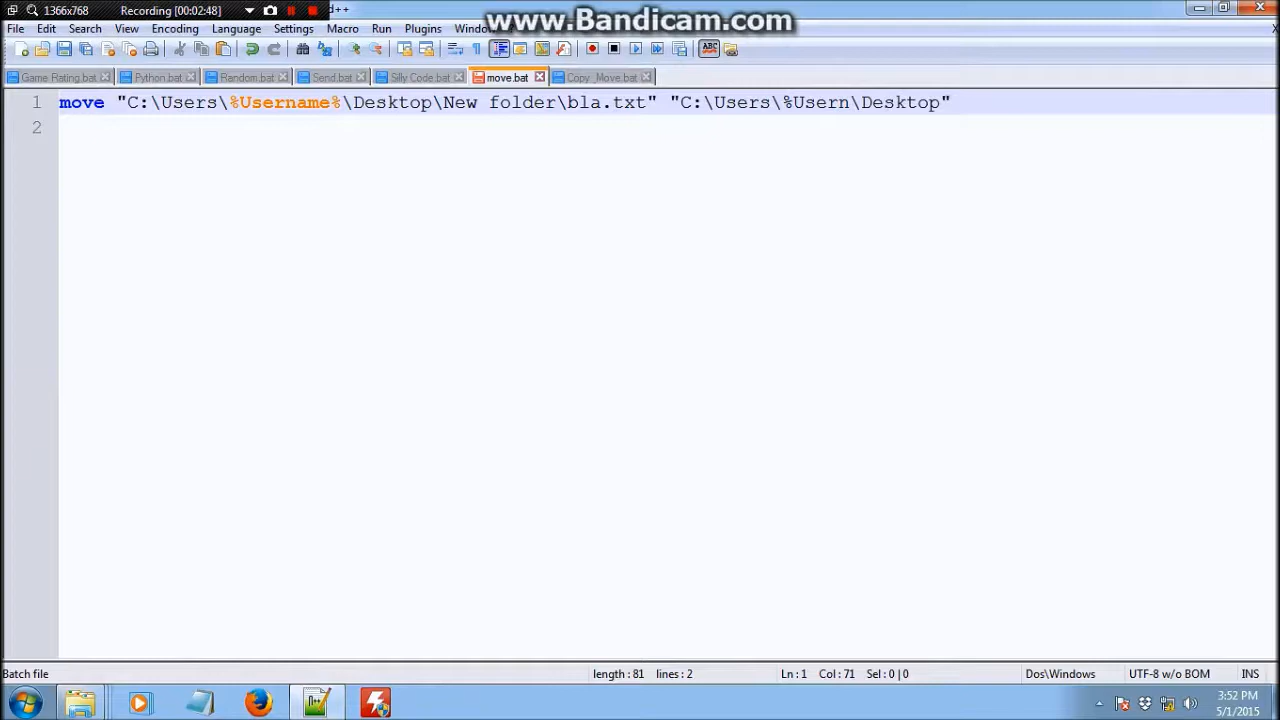 www.Bandicam.com
1366x768 Recording [00:02:48] d++
File Edit Search View Encoding Language Settings Macro Run Plugins Window
Game Rating.bat Python.bat Random.bat Send.bat Silly Code.bat move.bat Copy_Move.bat
1 move "C:\Users\%Username%\Desktop\New folder\bla.txt" "C:\Users\%Usern\Desktop"
2
Batch file length : 81 lines : 2 Ln : 1 Col : 71 Sel : 0 | 0 Dos\Windows UTF-8 w/o BOM INS
3:52 PM
5/1/2015